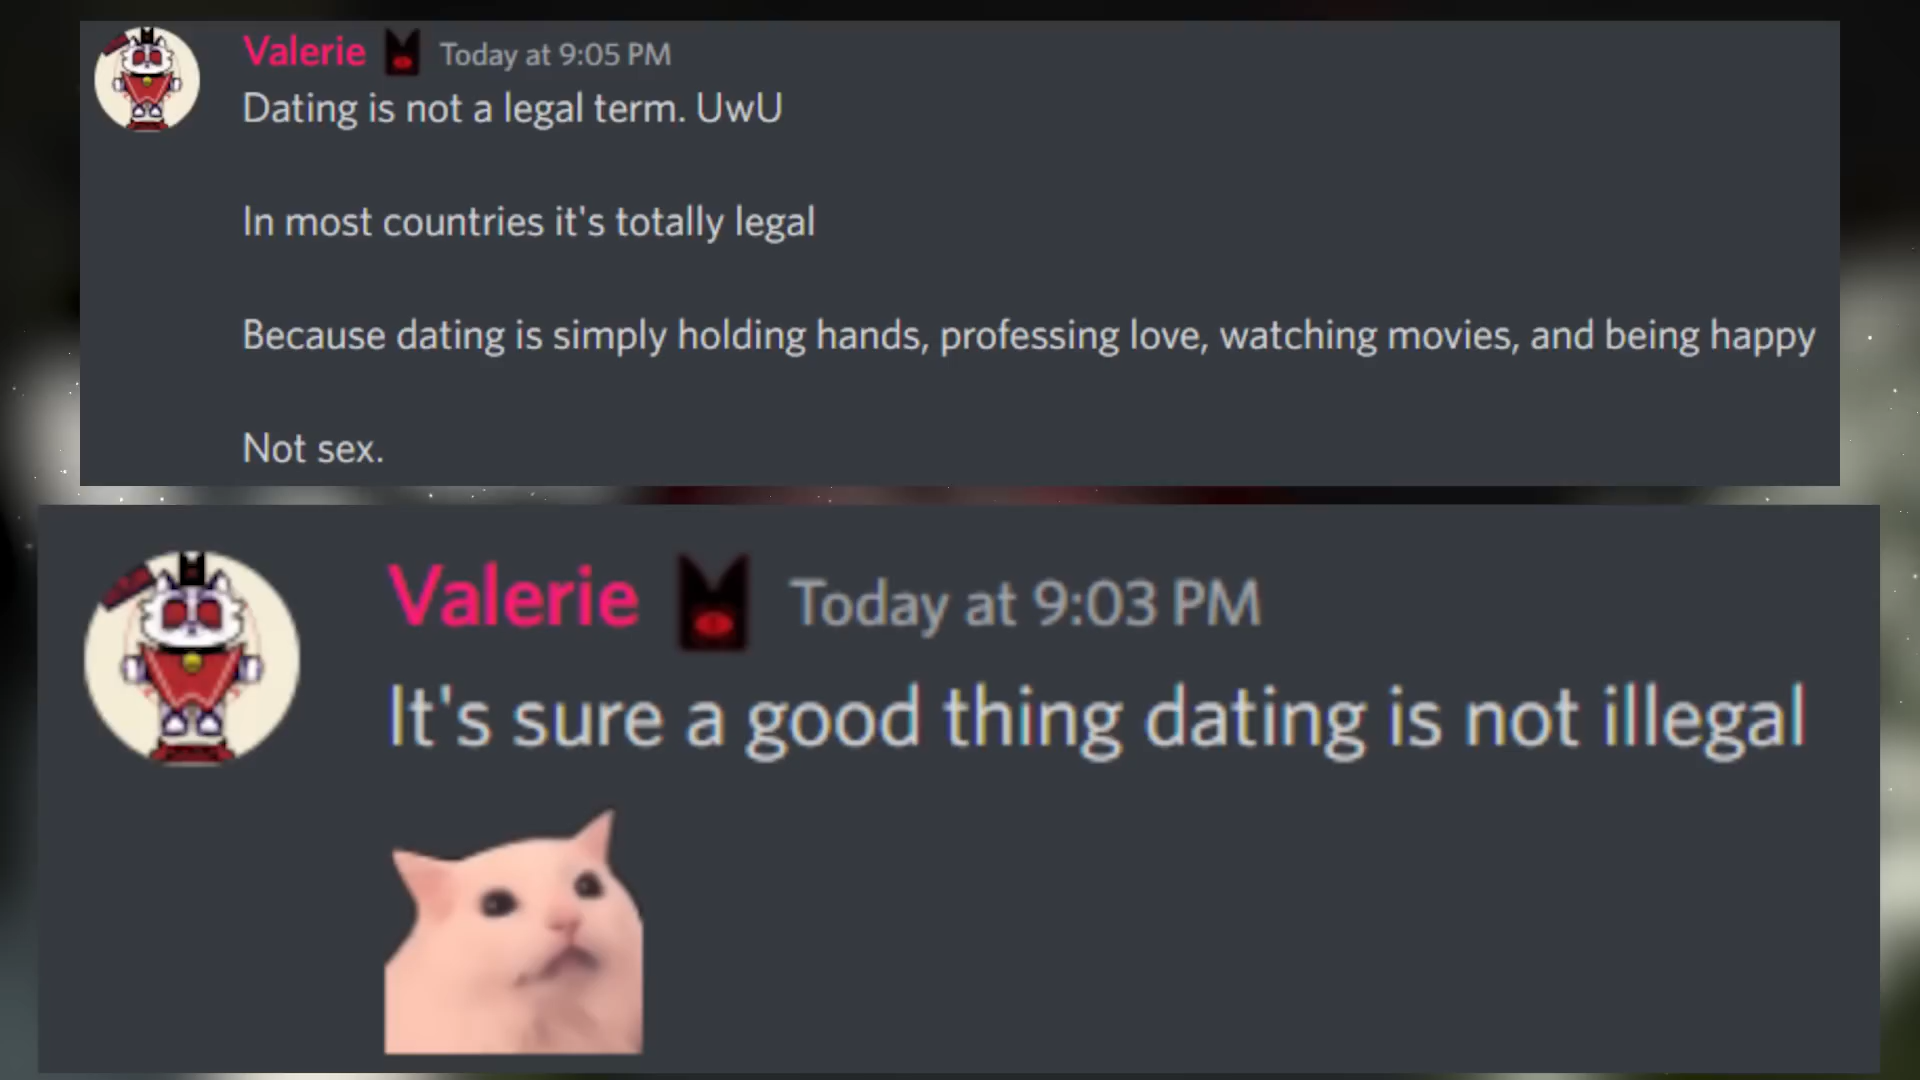 Valerie Today at 9:05 PM
Dating is not a legal term. UwU
In most countries it's totally legal
Because dating is simply holding hands, professing love, watching movies, and being happy
Not sex.
Valerie Today at 9:03 PM
It's sure a good thing dating is not illegal